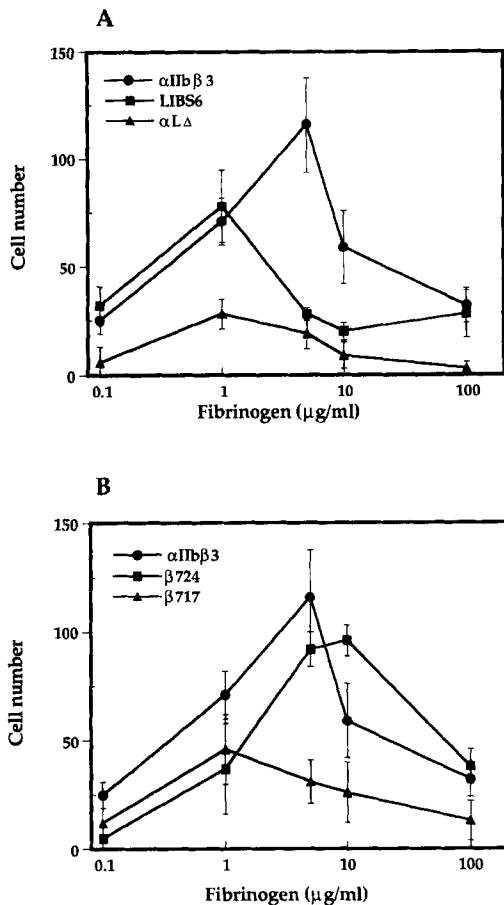 A
150
αIIbβ3
LIBS6
αLΔ
100
Cell number
50
0
0.1 1 10 100
Fibrinogen (μg/ml)
B
150
αIIbβ3
β724
β717
100
Cell number
50
0
0.1 1 10 100
Fibrinogen (μg/ml)